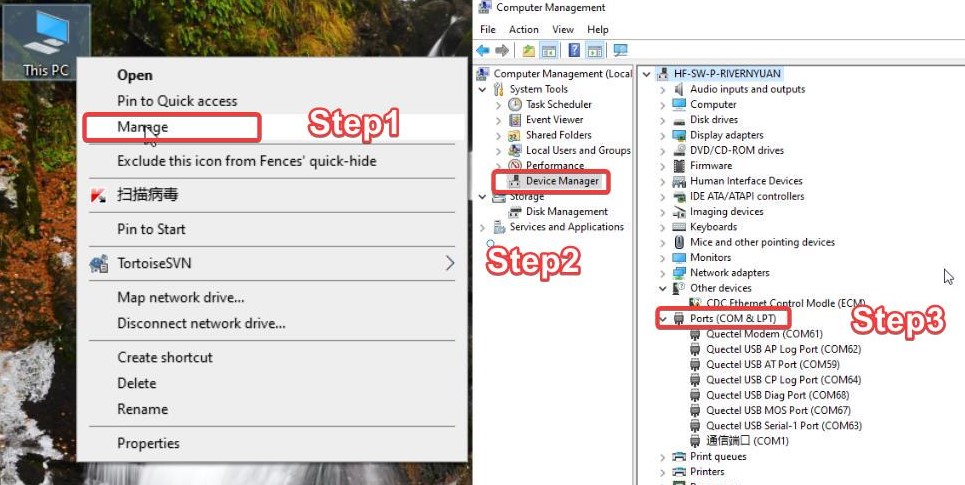 This PC
Open
Pin to Quick access
Manage
Step1
Exclude this icon from Fences' quick-hide
扫描病毒
Pin to Start
TortoiseSVN
Map network drive...
Disconnect network drive...
Create shortcut
Delete
Rename
Properties
Computer Management
File Action View Help
Computer Management (Local
System Tools
Task Scheduler
Event Viewer
Shared Folders
Local Users and Groups
Performance
Device Manager
Storage
Disk Management
Services and Applications
Step2
HF-SW-P-RIVERNYUAN
Audio inputs and outputs
Computer
Disk drives
Display adapters
DVD/CD-ROM drives
Firmware
Human Interface Devices
IDE ATA/ATAPI controllers
Imaging devices
Keyboards
Mice and other pointing devices
Monitors
Network adapters
Other devices
CDC Ethernet Control Modle (ECM)
Ports (COM & LPT)
Step3
Quectel Modem (COM61)
Quectel USB AP Log Port (COM62)
Quectel USB AT Port (COM59)
Quectel USB CP Log Port (COM64)
Quectel USB Diag Port (COM68)
Quectel USB MOS Port (COM67)
Quectel USB Serial-1 Port (COM63)
通信端口 (COM1)
Print queues
Printers